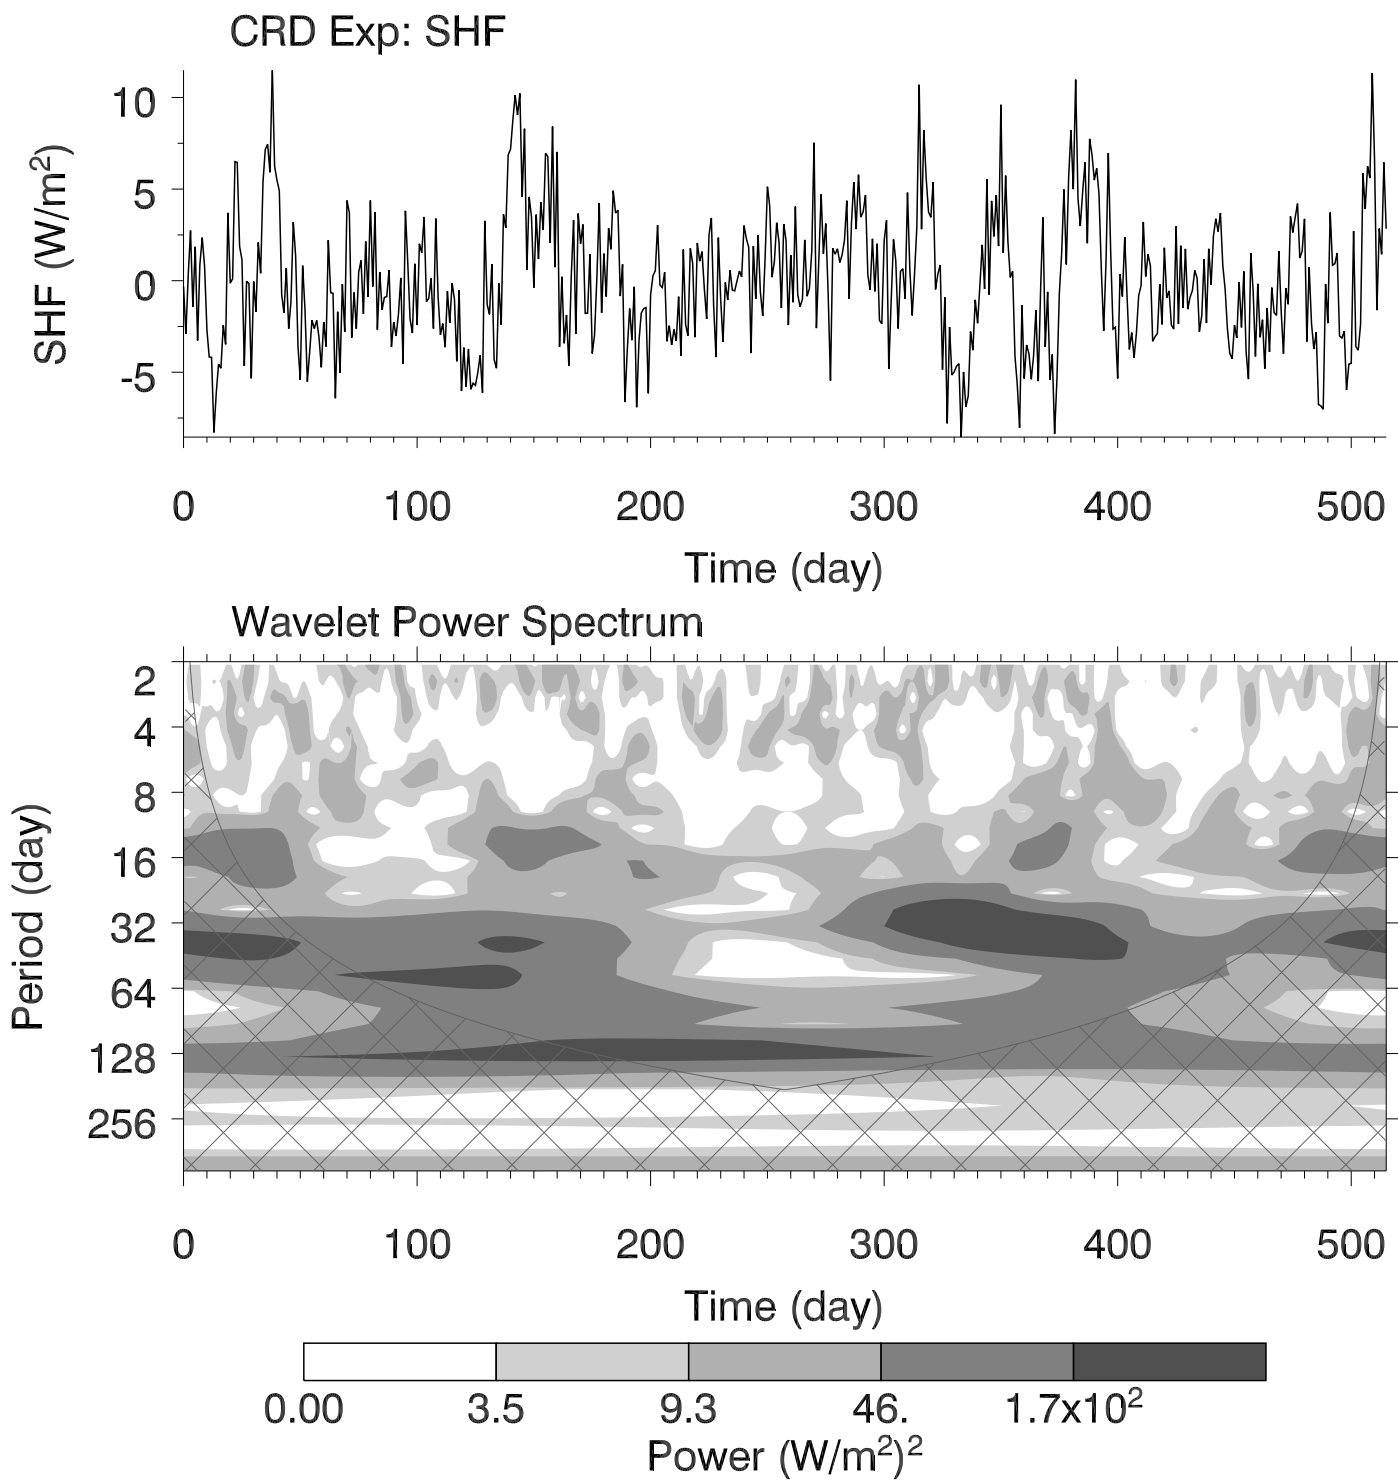 CRD Exp: SHF
SHF (W/m²)
10
5
0
-5
0 100 200 300 400 500
Time (day)
Wavelet Power Spectrum
Period (day)
2
4
8
16
32
64
128
256
0 100 200 300 400 500
Time (day)
0.00 3.5 9.3 46. 1.7x10²
Power (W/m²)²